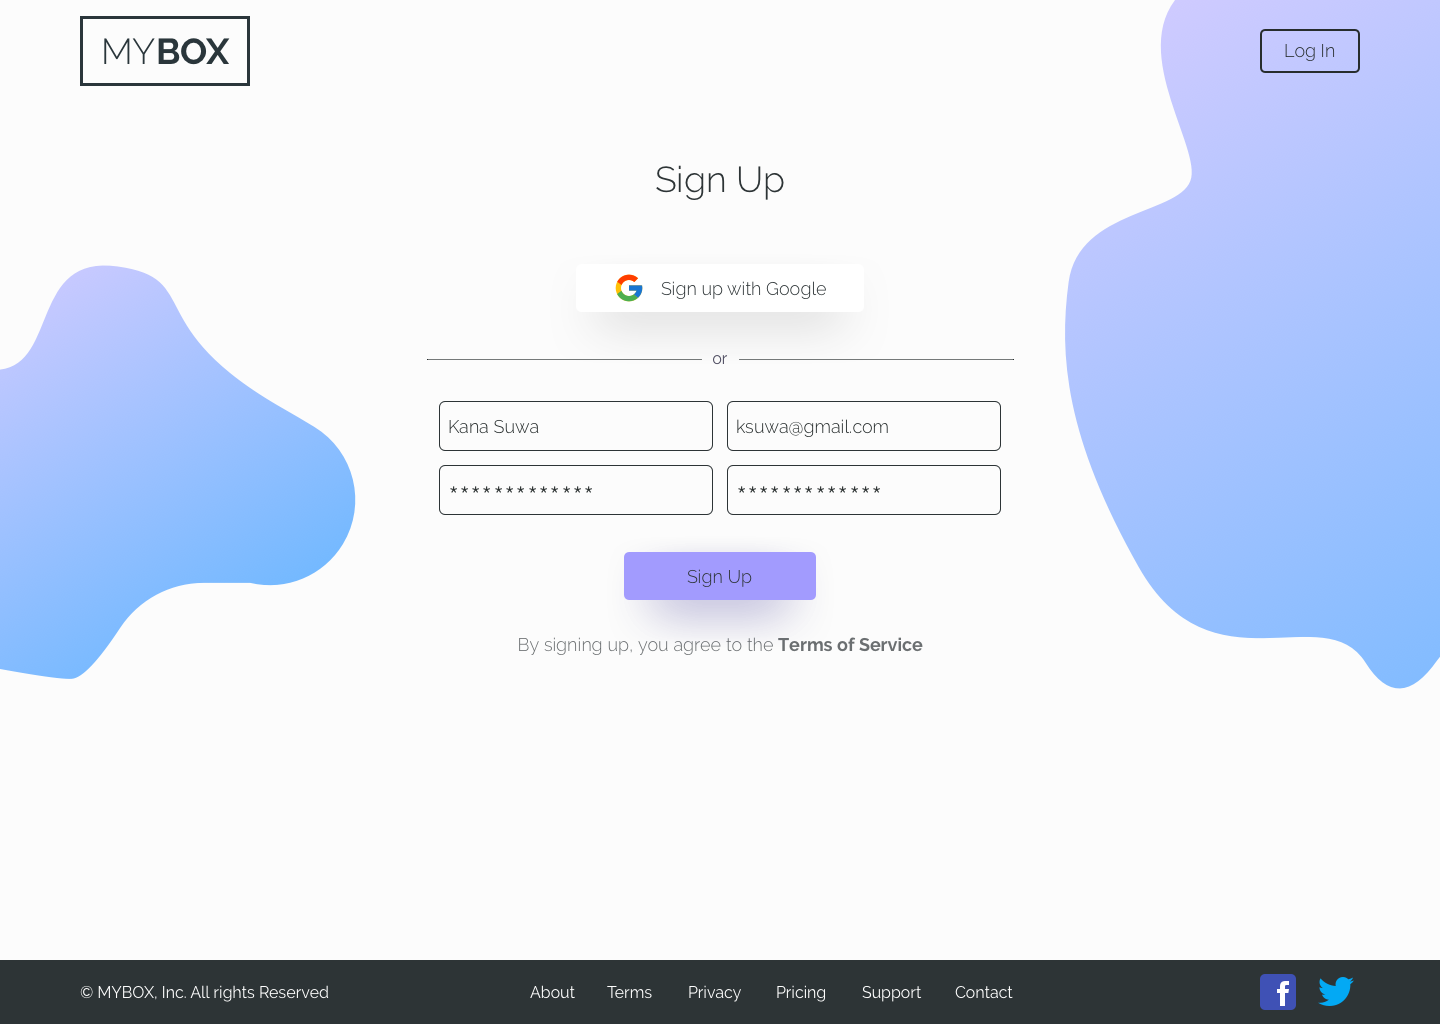 MYBOX
Log In
Sign Up
Sign up with Google
or
Kana Suwa
ksuwa@gmail.com
*************
*************
Sign Up
By signing up, you agree to the Terms of Service
© MYBOX, Inc. All rights Reserved
About
Terms
Privacy
Pricing
Support
Contact